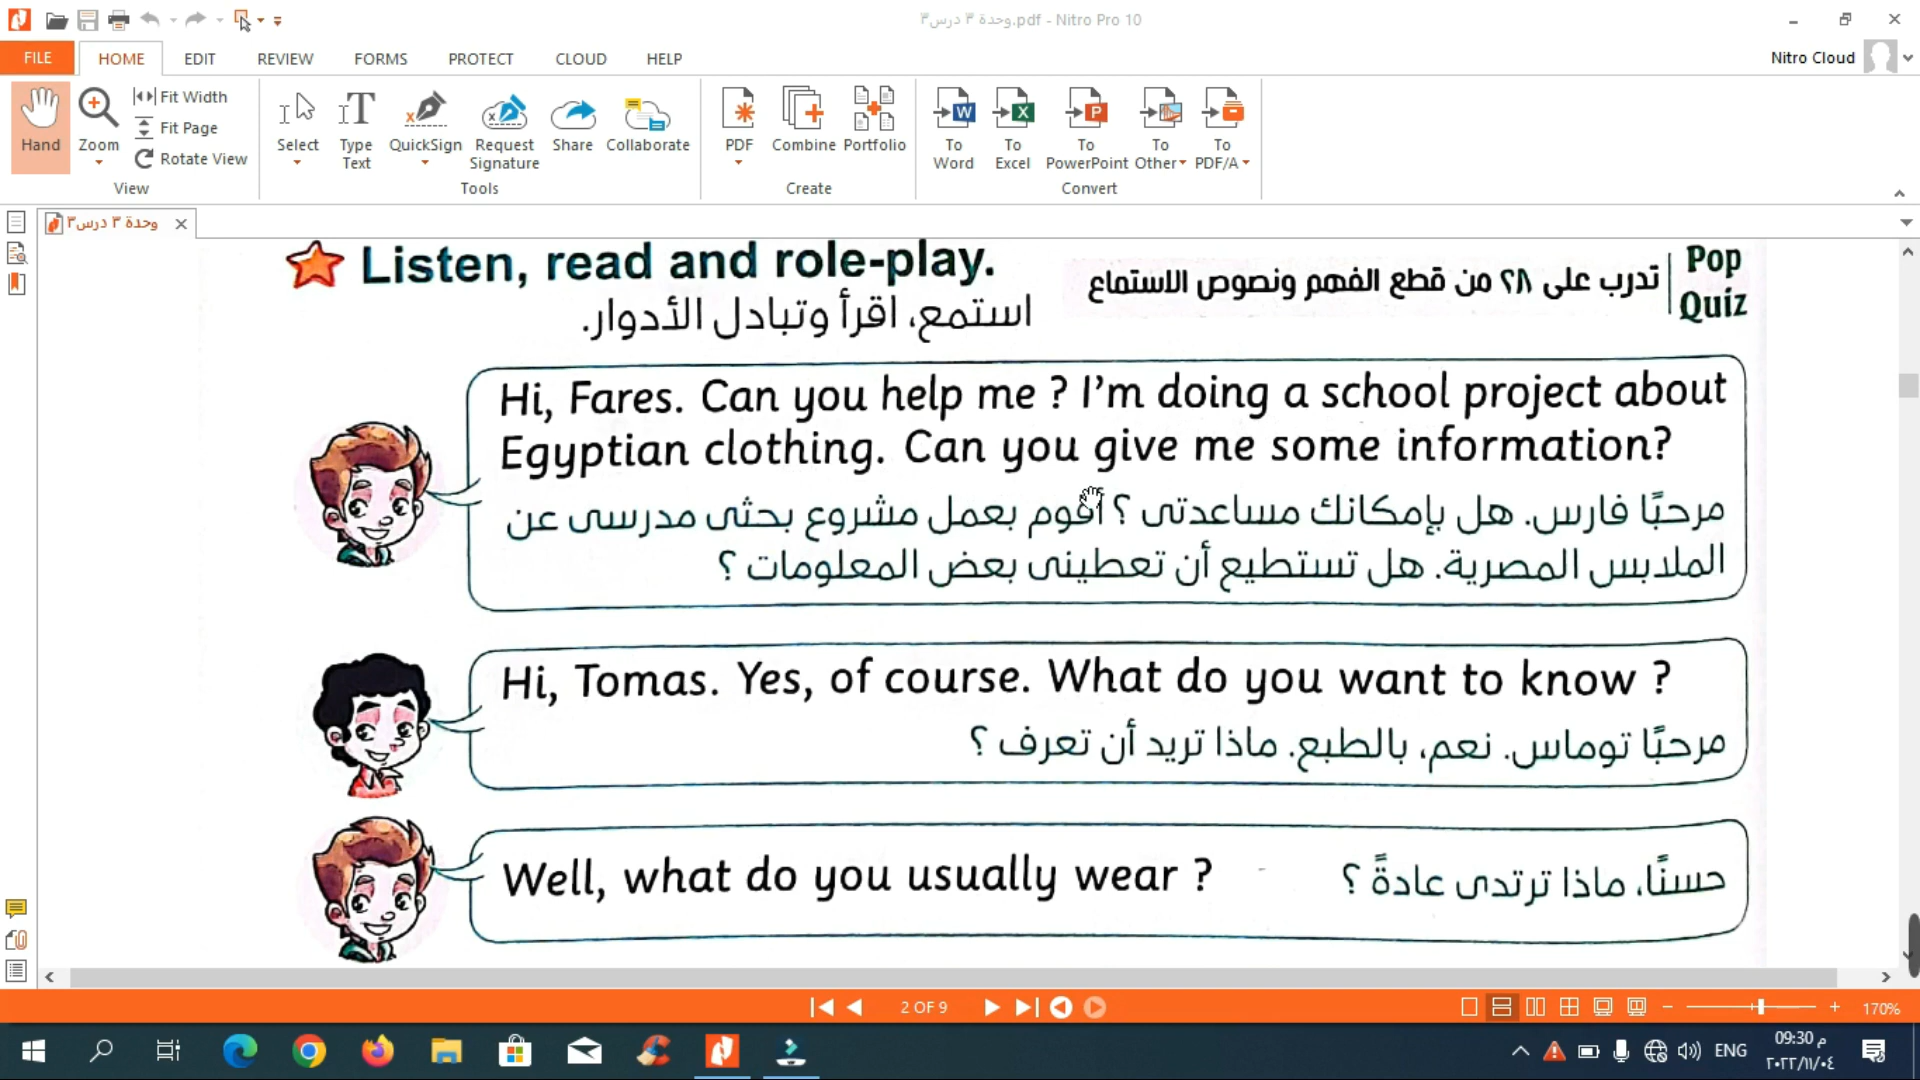 وحدة ٣ درس٣.pdf - Nitro Pro 10
FILE HOME EDIT REVIEW FORMS PROTECT CLOUD HELP
Nitro Cloud
Hand
Zoom
Fit Width
Fit Page
Rotate View
View
Select
Type Text
QuickSign
Request Signature
Share
Collaborate
Tools
PDF
Combine
Portfolio
Create
To Word
To Excel
To PowerPoint
To Other
To PDF/A
Convert
وحدة ٣ درس٣
Listen, read and role-play.
استمع، اقرأ وتبادل الأدوار.
تدرب على ٢٨ من قطع الفهم ونصوص الاستماع
Pop
Quiz
Hi, Fares. Can you help me ? I'm doing a school project about
Egyptian clothing. Can you give me some information?
مرحبًا فارس. هل بإمكانك مساعدتى ؟ أقوم بعمل مشروع بحثى مدرسى عن
الملابس المصرية. هل تستطيع أن تعطينى بعض المعلومات ؟
Hi, Tomas. Yes, of course. What do you want to know ?
مرحبًا توماس. نعم، بالطبع. ماذا تريد أن تعرف ؟
Well, what do you usually wear ?
حسنًا، ماذا ترتدى عادةً ؟
2 OF 9
170%
ENG
09:30 م
٢٠٢٢/١١/٠٤